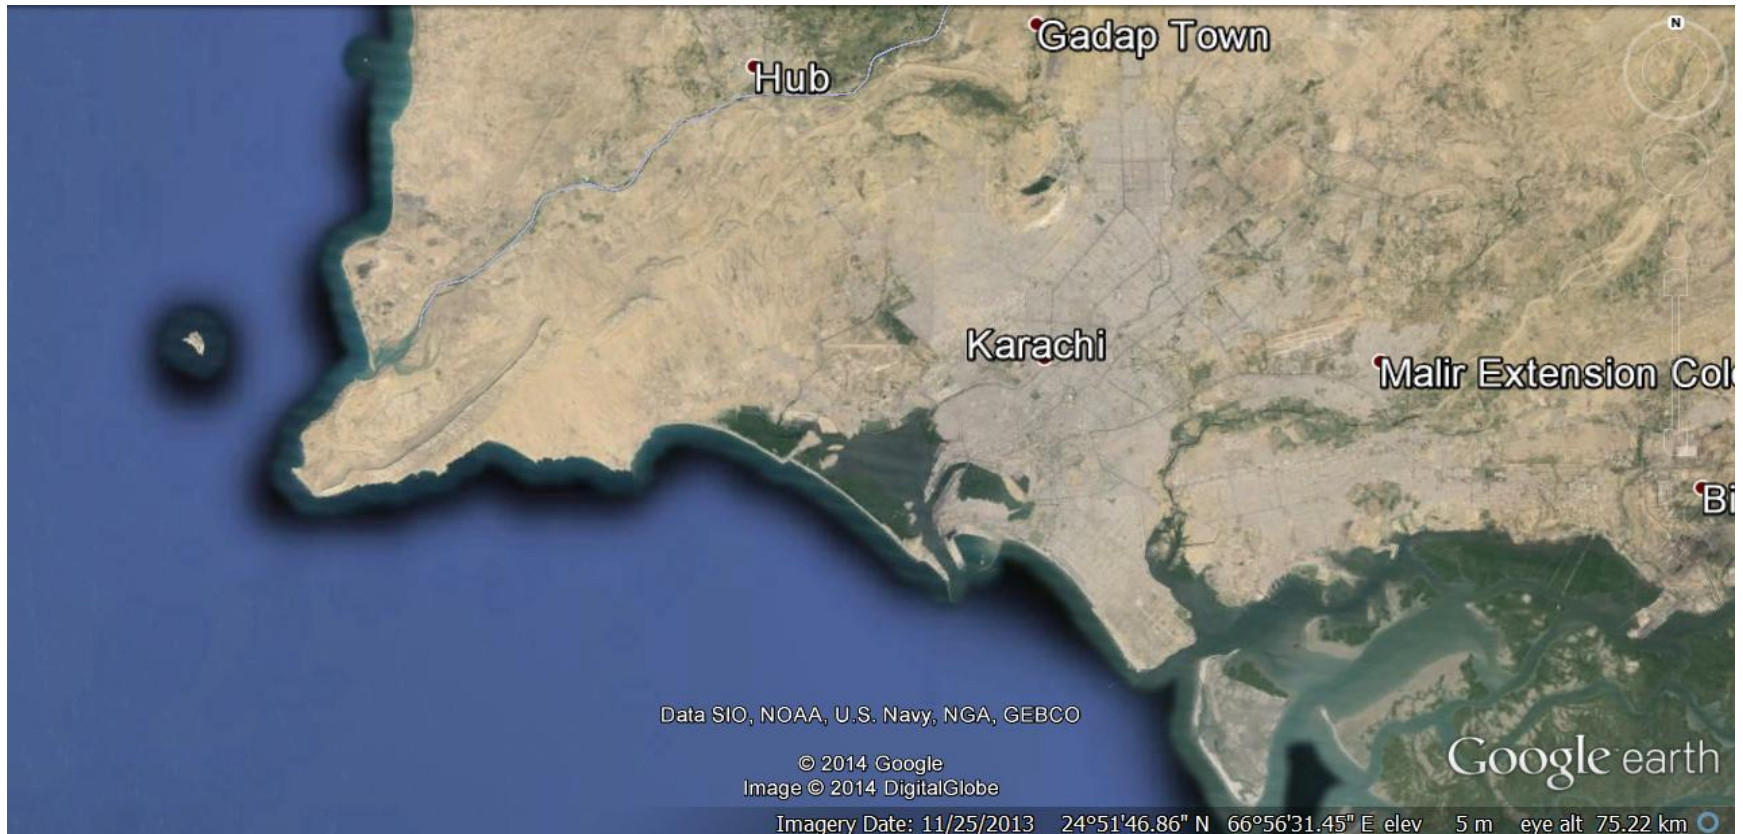 N
Gadap Town
Hub
Karachi
Malir Extension Colo
Bi
Data SIO, NOAA, U.S. Navy, NGA, GEBCO
© 2014 Google
Image © 2014 DigitalGlobe
Google earth
Imagery Date: 11/25/2013 24°51'46.86" N 66°56'31.45" E elev 5 m eye alt 75.22 km